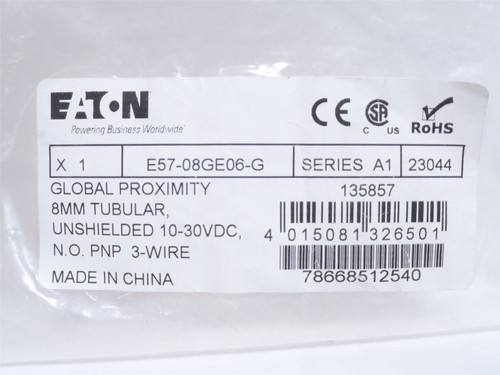 EATON
Powering Business Worldwide
CE C US RoHS
X 1 E57-08GE06-G SERIES A1 23044
GLOBAL PROXIMITY 135857
8MM TUBULAR,
UNSHIELDED 10-30VDC, 4 015081 326501
N.O. PNP 3-WIRE
78668512540
MADE IN CHINA